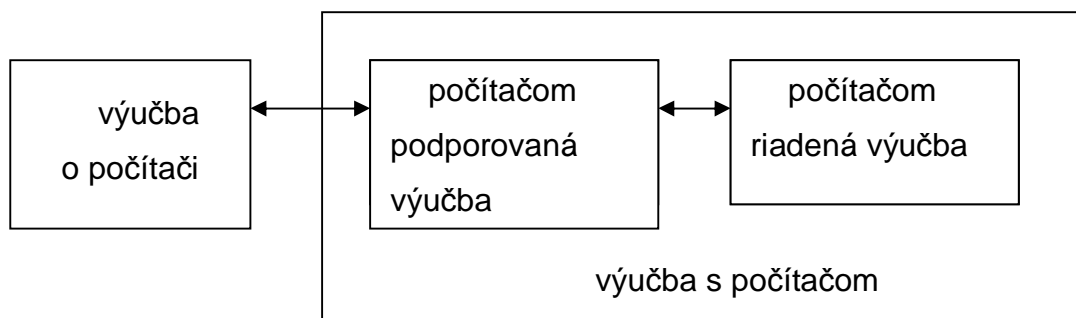 výučba
o počítači
počítačom
podporovaná
výučba
počítačom
riadená výučba
výučba s počítačom